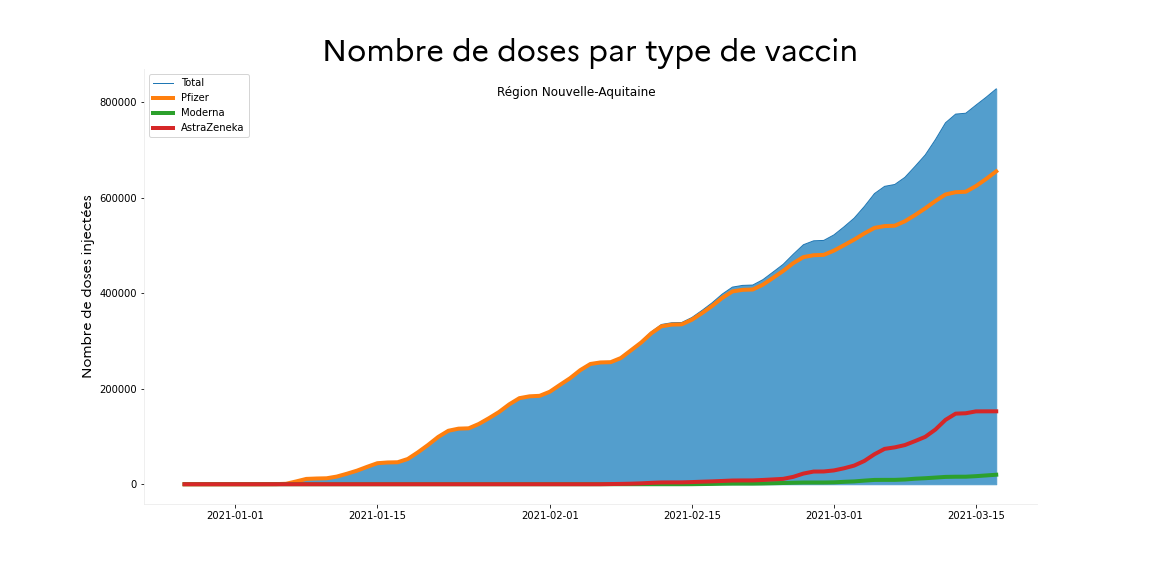 Nombre de doses par type de vaccin
Région Nouvelle-Aquitaine
Total
Pfizer
Moderna
AstraZeneka
Nombre de doses injectées
800000
600000
400000
200000
0
2021-01-01
2021-01-15
2021-02-01
2021-02-15
2021-03-01
2021-03-15